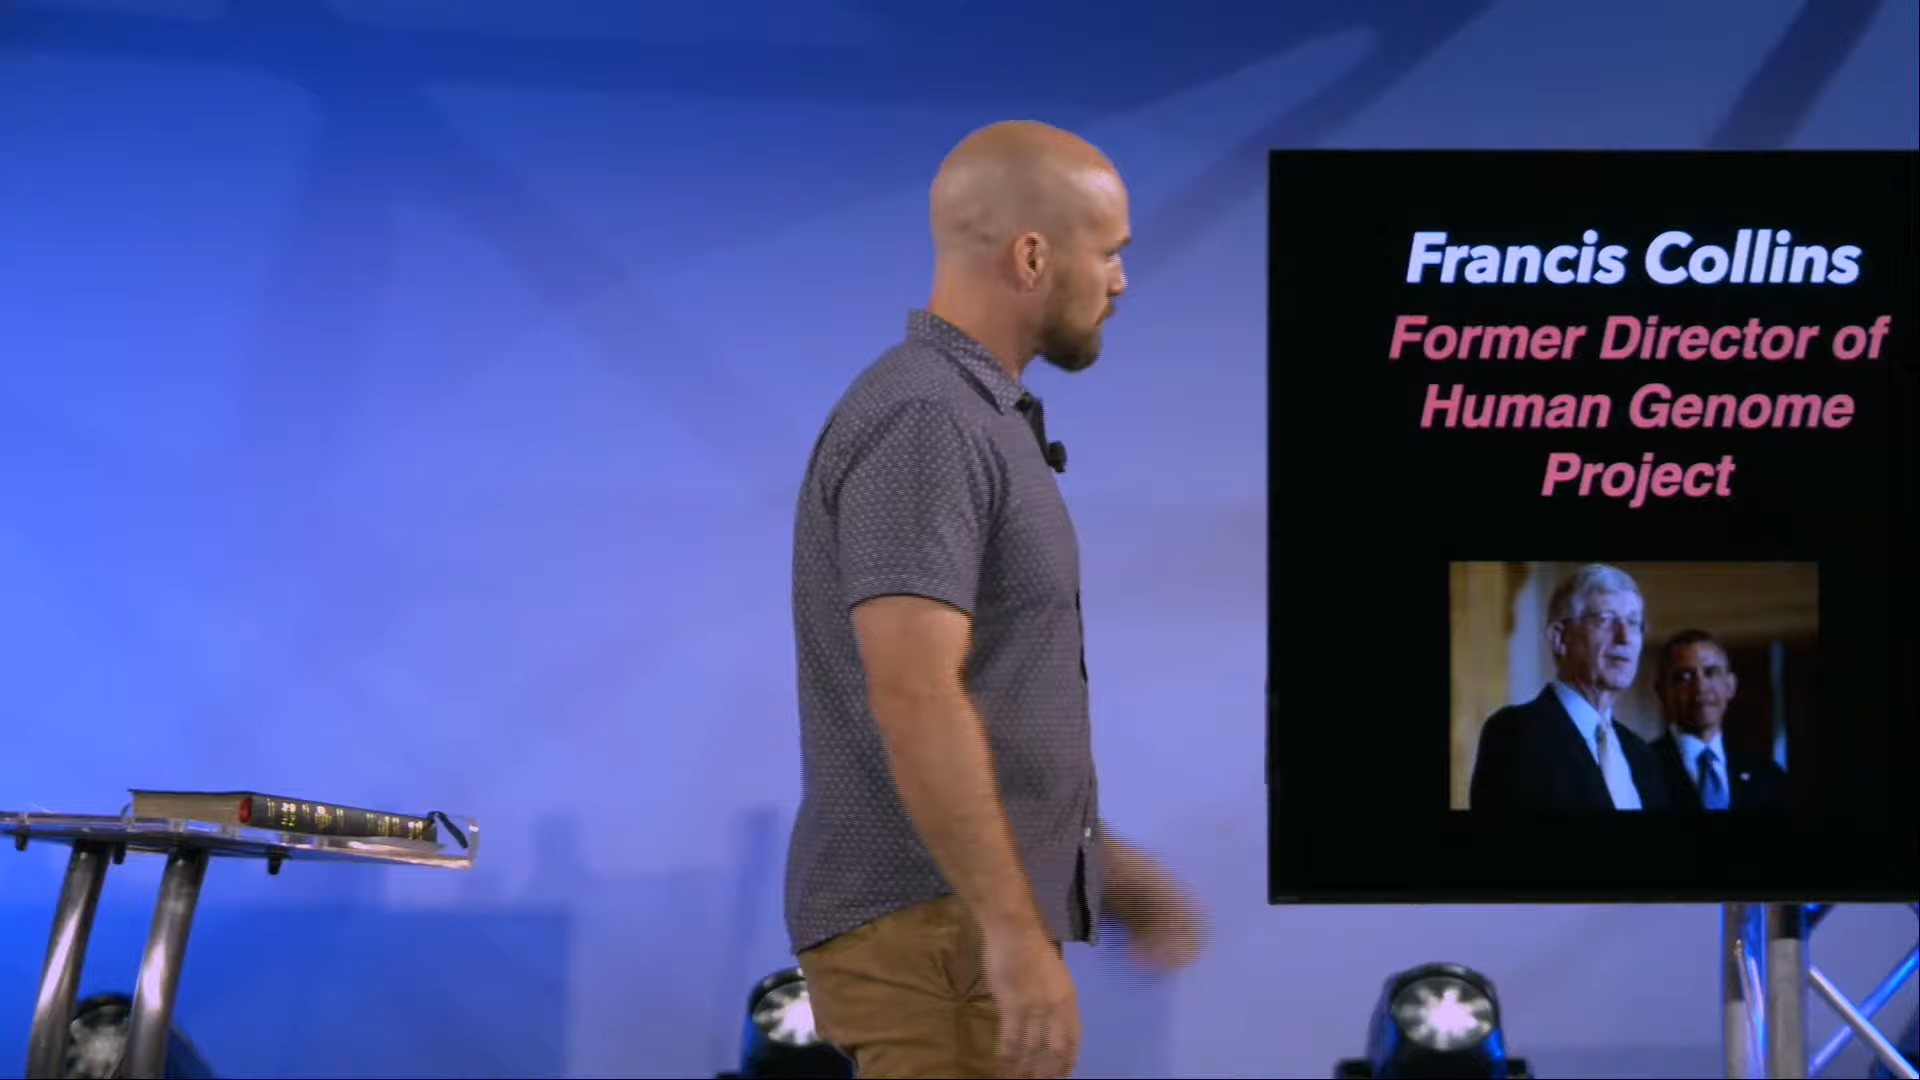 Francis Collins
Former Director of
Human Genome
Project